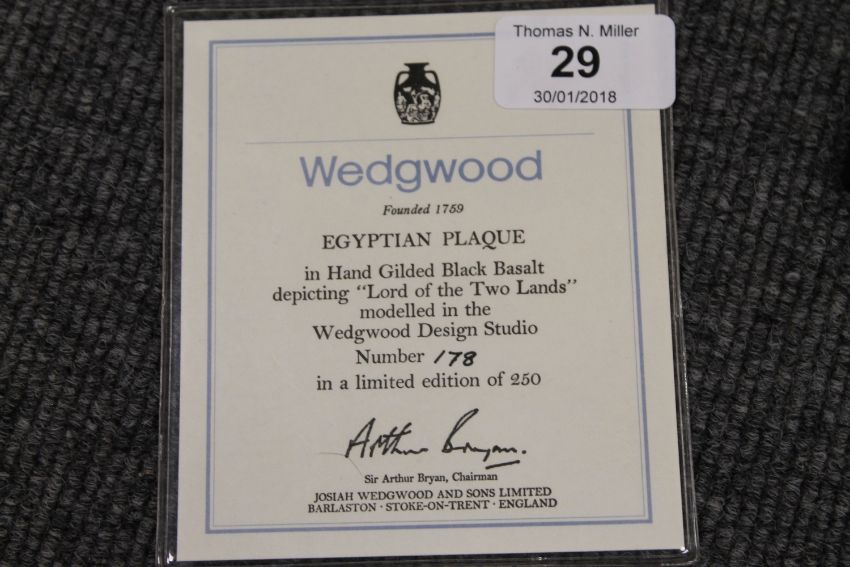 Thomas N. Miller
29
30/01/2018
Wedgwood
Founded 1759
EGYPTIAN PLAQUE
in Hand Gilded Black Basalt
depicting "Lord of the Two Lands"
modelled in the
Wedgwood Design Studio
Number 178
in a limited edition of 250
Arthur Bryan.
Sir Arthur Bryan, Chairman
JOSIAH WEDGWOOD AND SONS LIMITED
BARLASTON · STOKE-ON-TRENT · ENGLAND